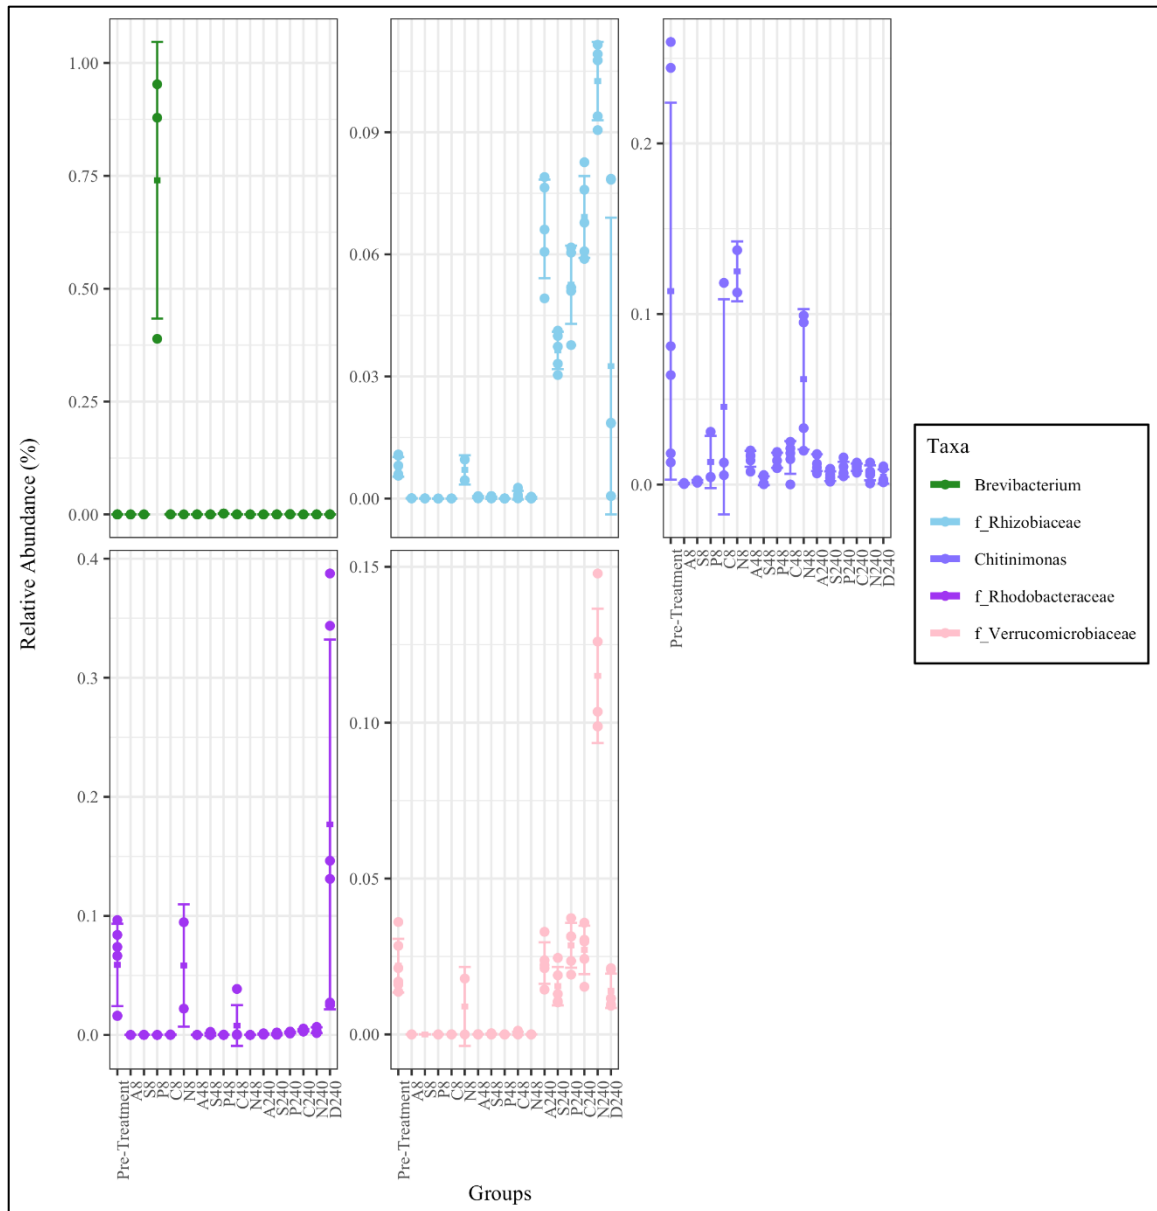 Relative Abundance (%)
1.00
0.75
0.50
0.25
0.00
0.09
0.06
0.03
0.00
0.2
0.1
0.0
Pre-Treatment
A8
S8
P8
C8
N8
A48
S48
P48
C48
N48
A240
S240
P240
C240
N240
D240
Taxa
Brevibacterium
f_Rhizobiaceae
Chitinimonas
f_Rhodobacteraceae
f_Verrucomicrobiaceae
0.4
0.3
0.2
0.1
0.0
Pre-Treatment
A8
S8
P8
C8
N8
A48
S48
P48
C48
N48
A240
S240
P240
C240
N240
D240
0.15
0.10
0.05
0.00
Pre-Treatment
A8
S8
P8
C8
N8
A48
S48
P48
C48
N48
A240
S240
P240
C240
N240
D240
Groups